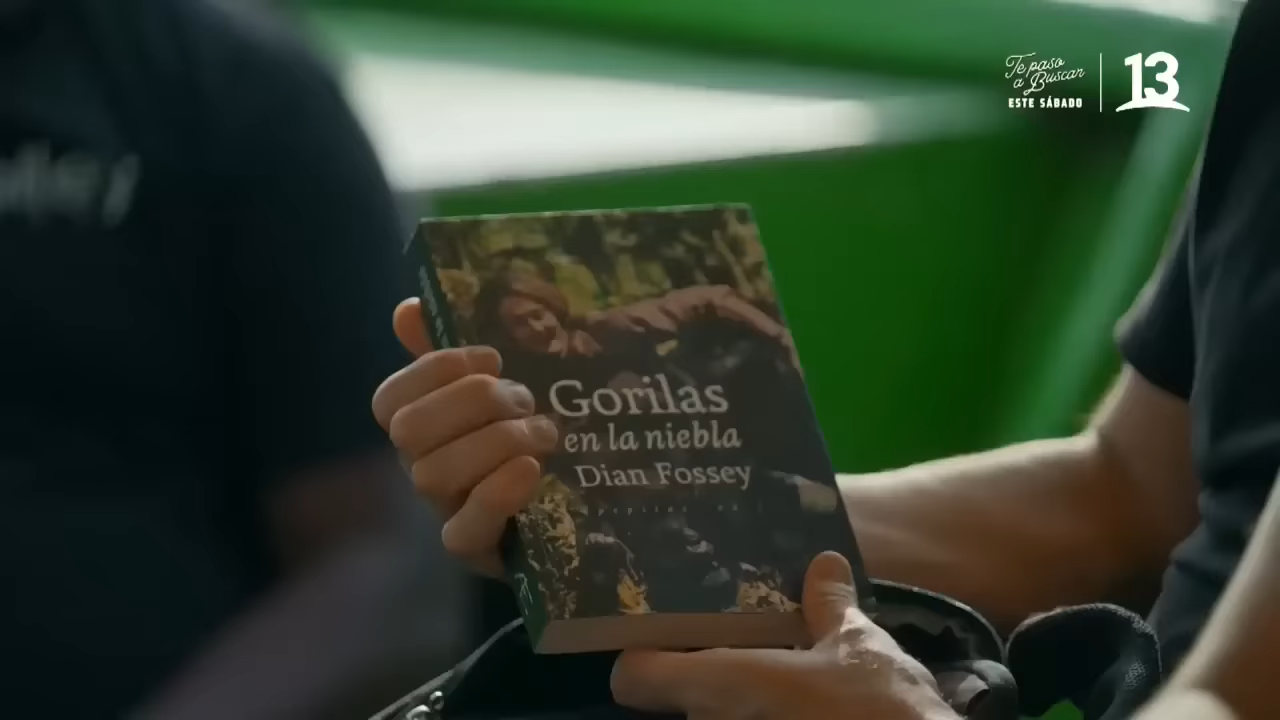 Te paso
a Buscar
ESTE SÁBADO
13
Gorilas
en la niebla
Dian Fossey